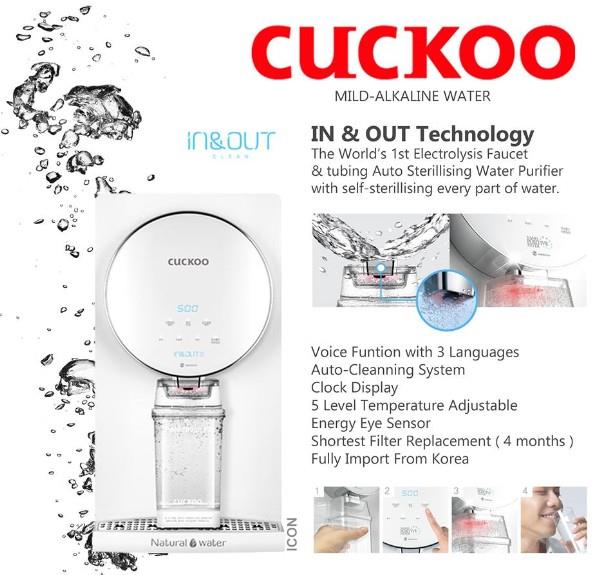 CUCKOO
MILD-ALKALINE WATER
IN&OUT
CLEAN
IN & OUT Technology
The World's 1st Electrolysis Faucet
& tubing Auto Sterillising Water Purifier
with self-sterillising every part of water.
CUCKOO
500
IN&OUT
CUCKOO
Natural water
ICON
Voice Funtion with 3 Languages
Auto-Cleanning System
Clock Display
5 Level Temperature Adjustable
Energy Eye Sensor
Shortest Filter Replacement ( 4 months )
Fully Import From Korea
1
2
500
3
4